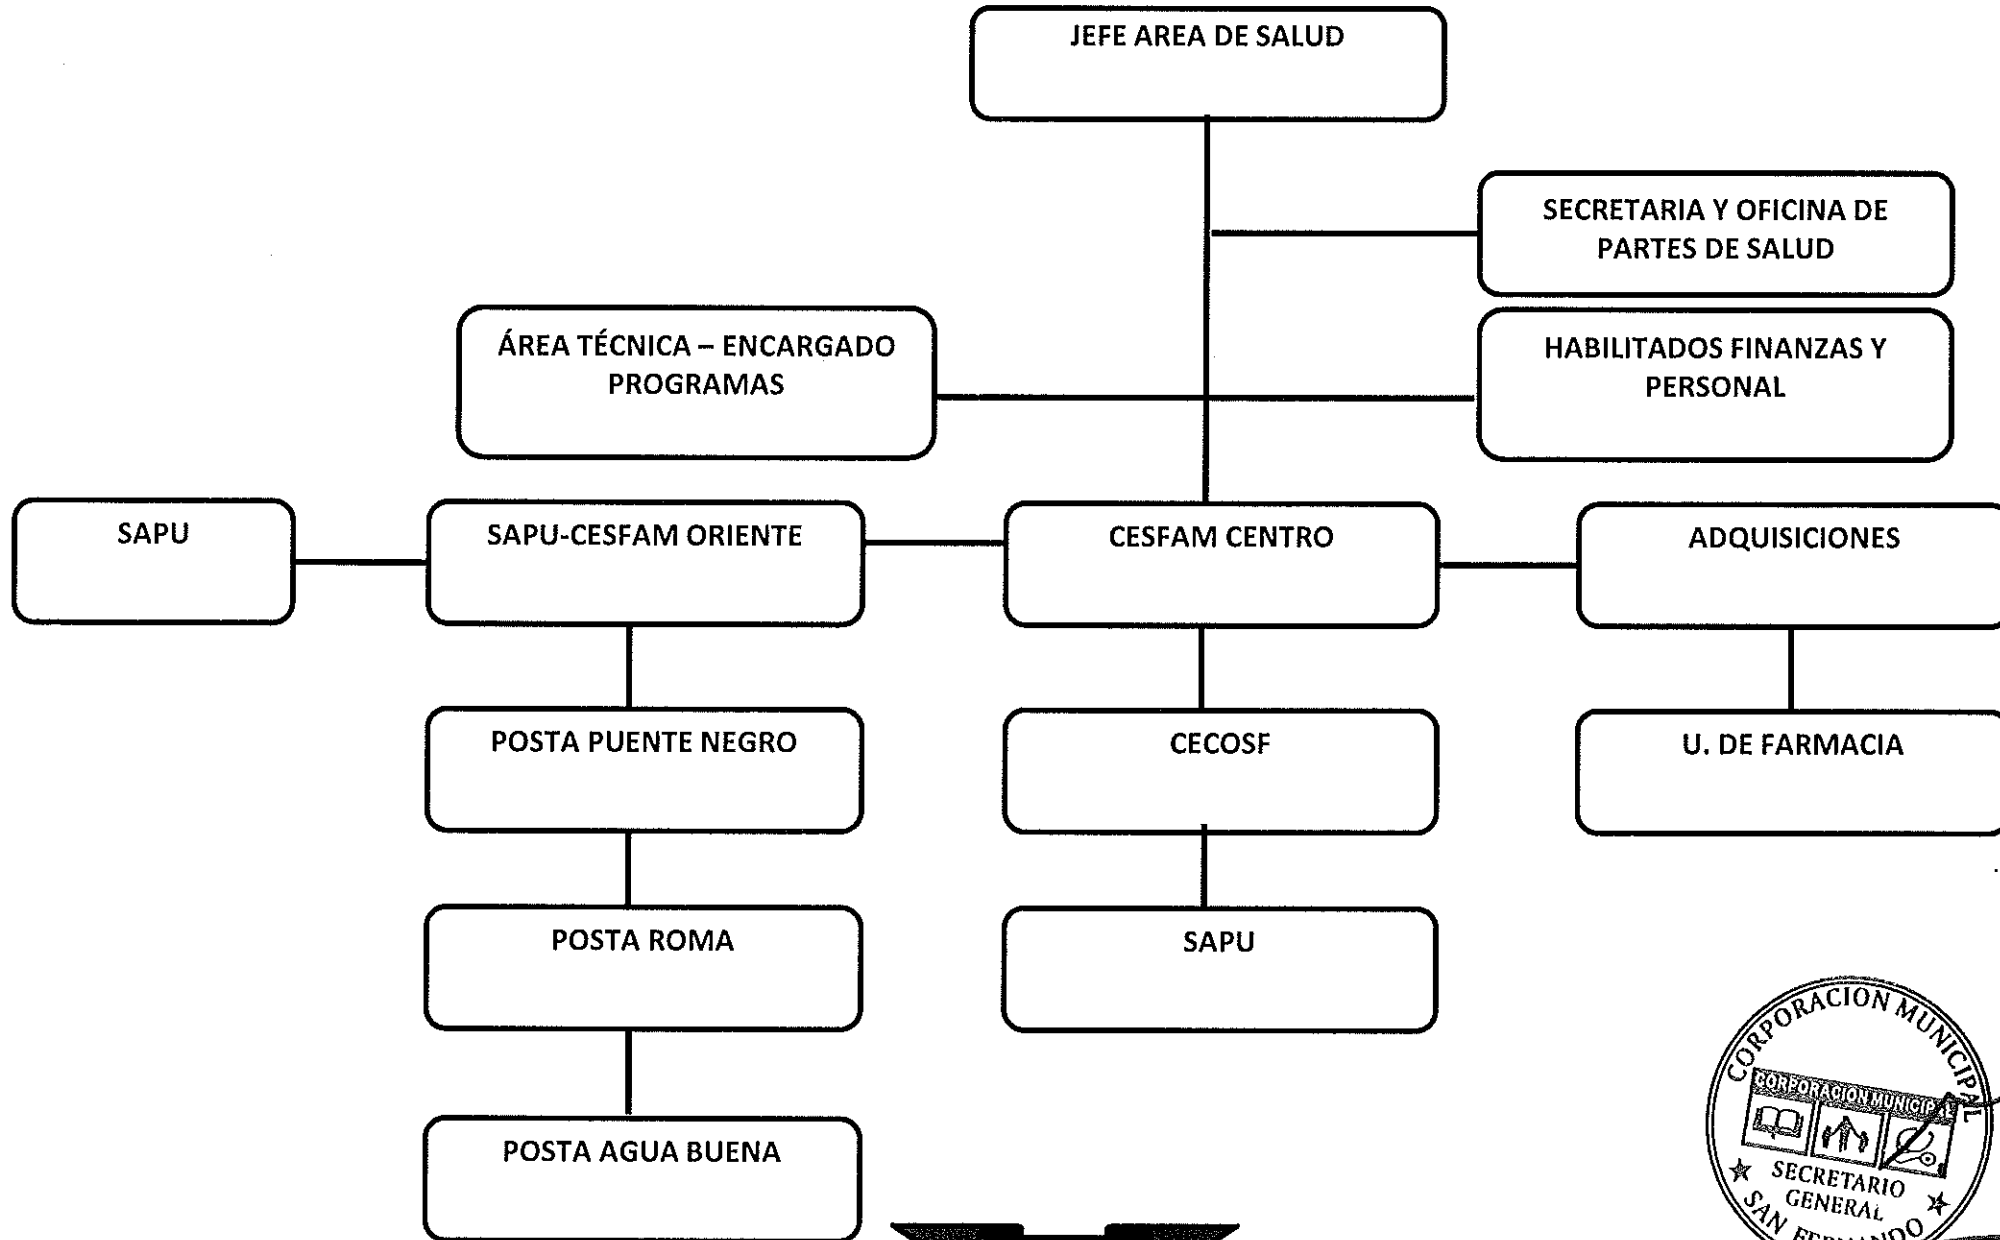 JEFE AREA DE SALUD
SECRETARIA Y OFICINA DE
PARTES DE SALUD
ÁREA TÉCNICA – ENCARGADO
PROGRAMAS
HABILITADOS FINANZAS Y
PERSONAL
SAPU
SAPU-CESFAM ORIENTE
CESFAM CENTRO
ADQUISICIONES
POSTA PUENTE NEGRO
CECOSF
U. DE FARMACIA
POSTA ROMA
SAPU
POSTA AGUA BUENA
CORPORACION MUNICIPAL
CORPORACION MUNICIPAL
SECRETARIO
GENERAL
SAN FERNANDO